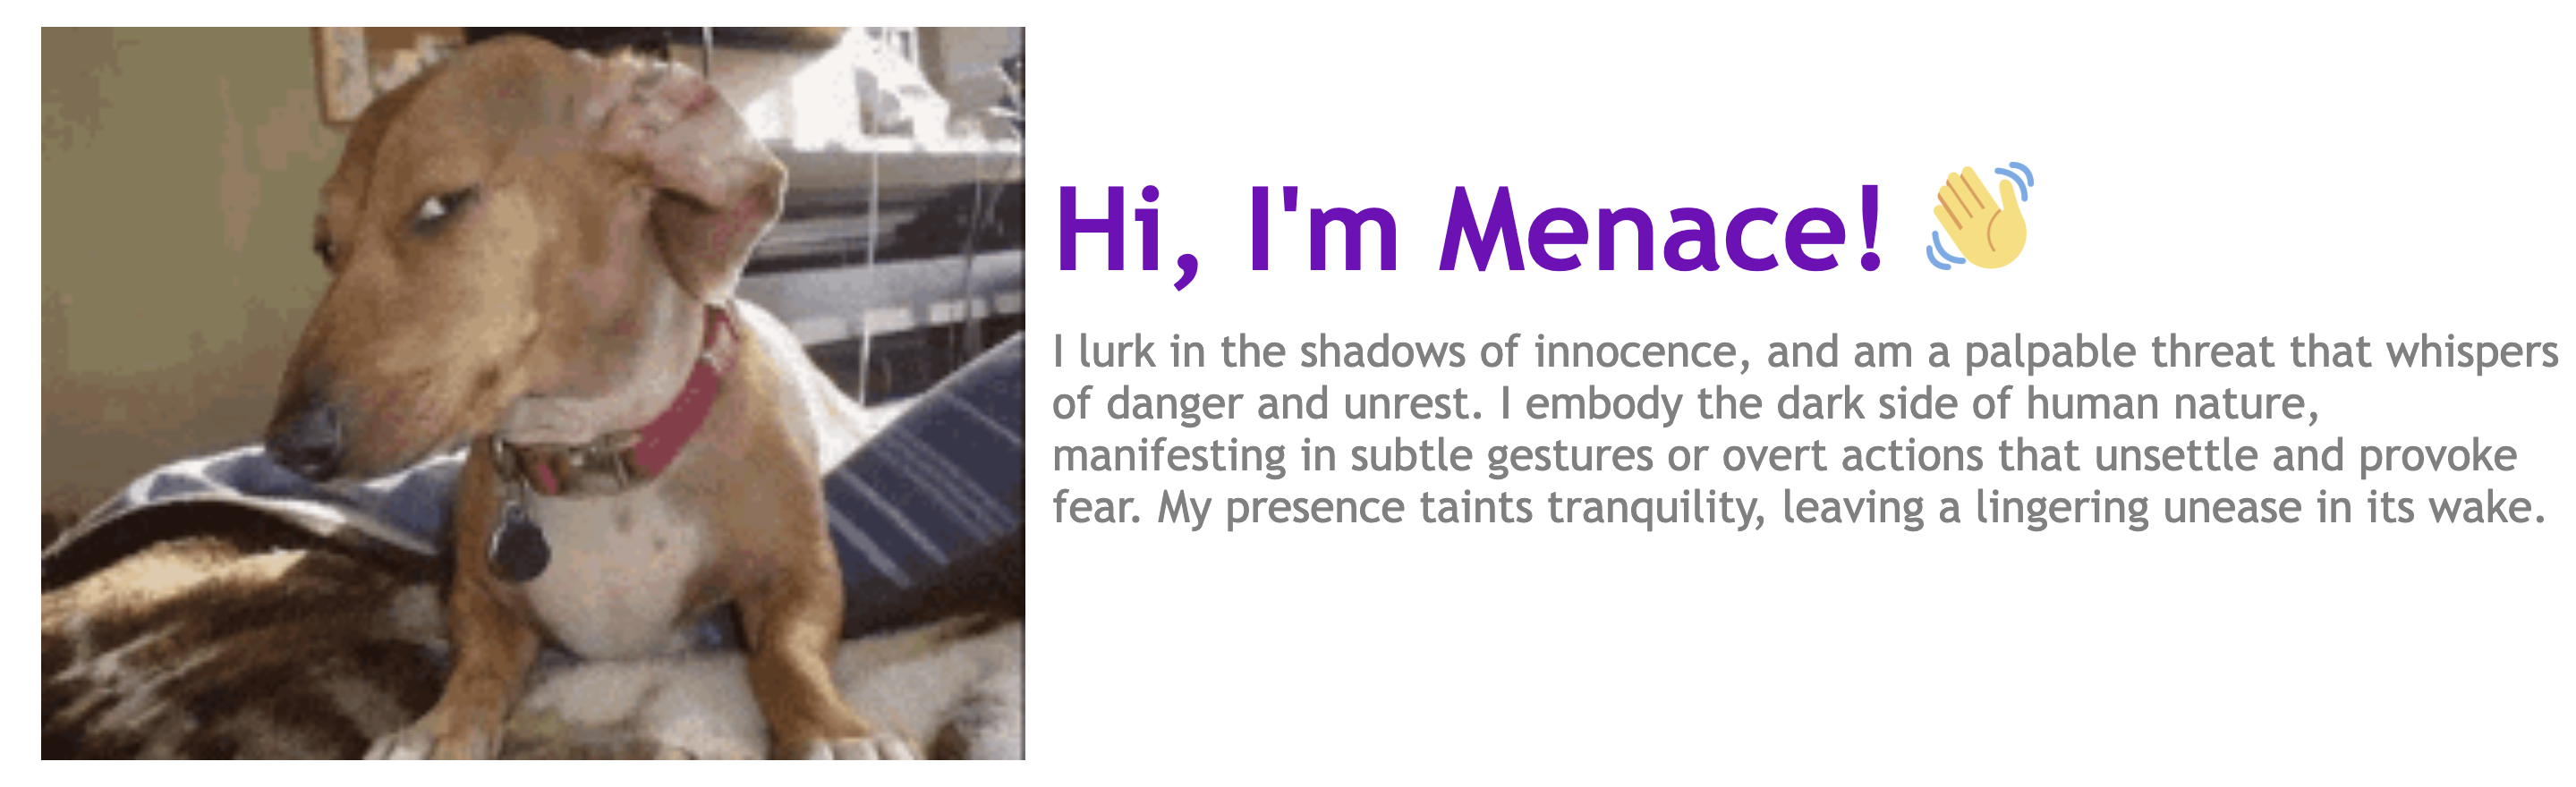 Hi, I'm Menace! 👋
I lurk in the shadows of innocence, and am a palpable threat that whispers
of danger and unrest. I embody the dark side of human nature,
manifesting in subtle gestures or overt actions that unsettle and provoke
fear. My presence taints tranquility, leaving a lingering unease in its wake.